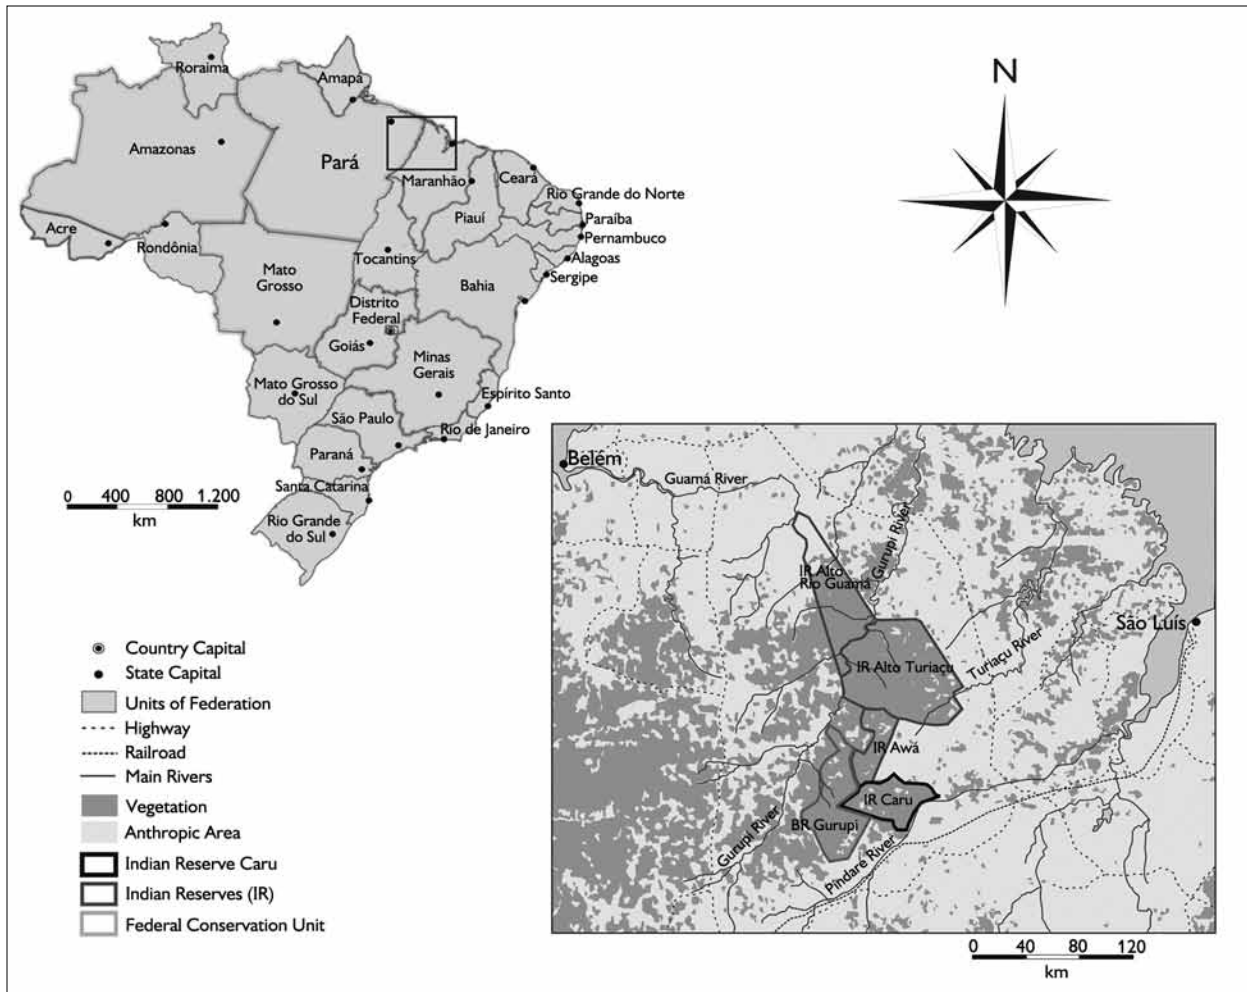 Roraima
Amapá
Amazonas
Pará
Maranhão
Ceará
Rio Grande do Norte
Acre
Rondônia
Piauí
Paraíba
Pernambuco
Tocantins
Alagoas
Sergipe
Mato
Grosso
Bahia
Distrito
Federal
Goiás
Minas
Gerais
Mato Grosso
do Sul
Espírito Santo
São Paulo
Rio de Janeiro
Paraná
Santa Catarina
Rio Grande
do Sul
0 400 800 1,200
km
N
Country Capital
State Capital
Units of Federation
Highway
Railroad
Main Rivers
Vegetation
Anthropic Area
Indian Reserve Caru
Indian Reserves (IR)
Federal Conservation Unit
Belém
Guamá River
Gurupi River
IR Alto
Rio Guamá
São Luís
IR Alto Turiaçu
Turiaçu River
IR Awá
IR Caru
BR Gurupi
Gurupi River
Pindare River
0 40 80 120
km